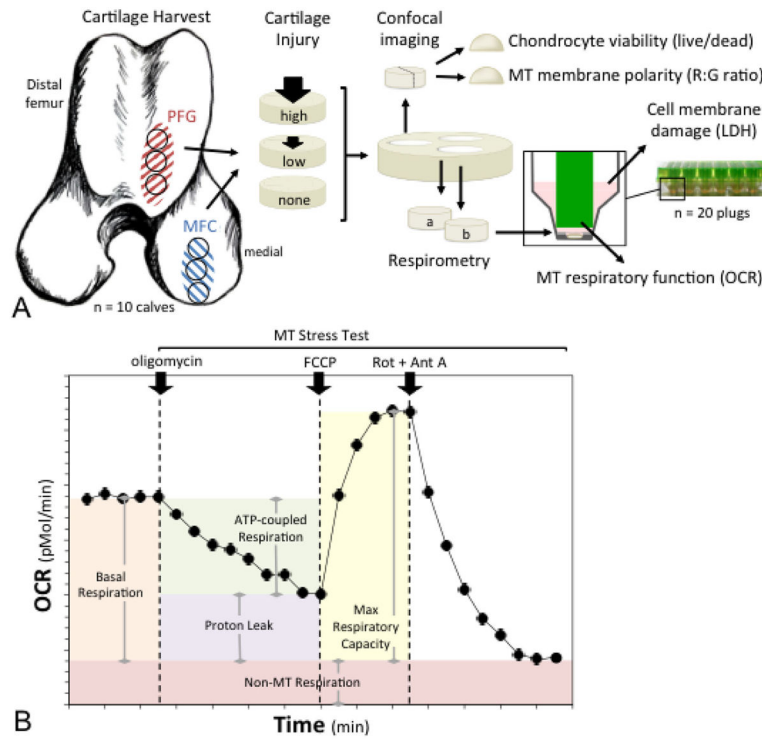 Cartilage Harvest
Cartilage
Injury
Confocal
imaging
Chondrocyte viability (live/dead)
MT membrane polarity (R:G ratio)
Distal
femur
PFG
high
low
none
Cell membrane
damage (LDH)
a
b
n = 20 plugs
MFC
medial
Respirometry
MT respiratory function (OCR)
n = 10 calves
A
MT Stress Test
oligomycin
FCCP
Rot + Ant A
OCR (pMol/min)
ATP-coupled
Respiration
Basal
Respiration
Proton Leak
Max
Respiratory
Capacity
Non-MT Respiration
B
Time (min)